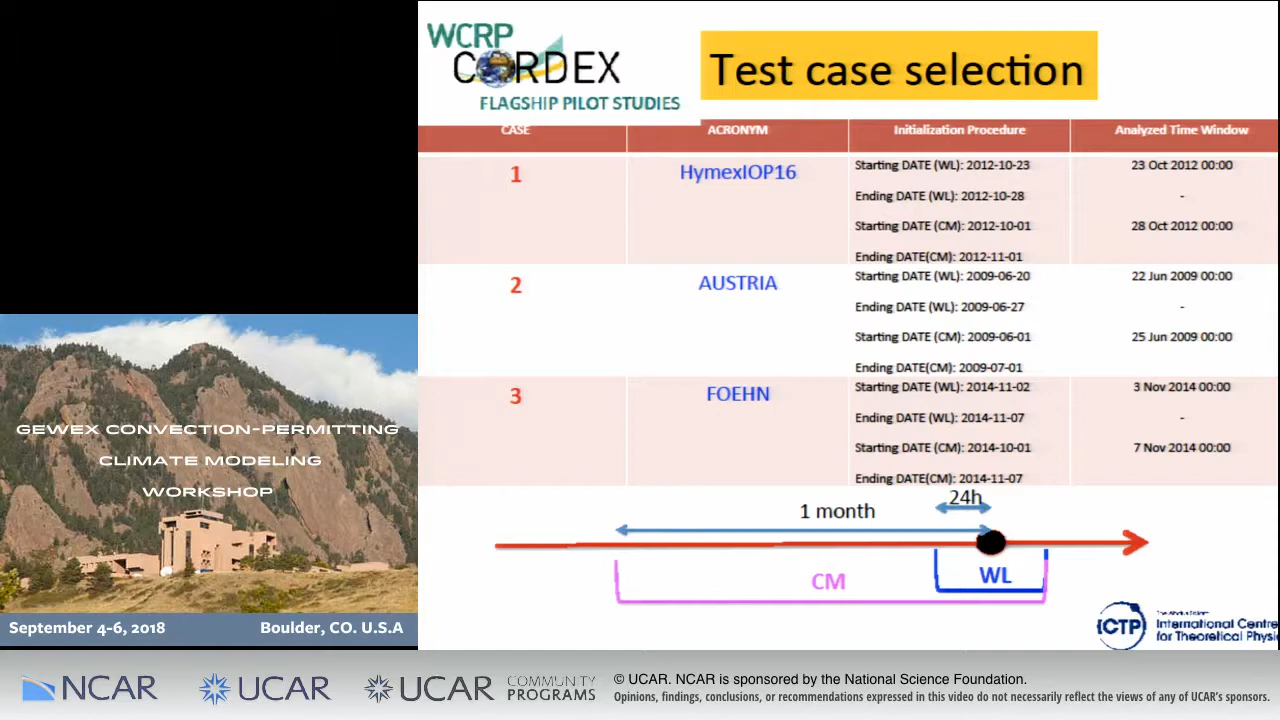 WCRP
CORDEX
FLAGSHIP PILOT STUDIES
Test case selection
CASE ACRONYM Initialization Procedure Analyzed Time Window
1 HymexIOP16 Starting DATE (WL): 2012-10-23 23 Oct 2012 00:00
Ending DATE (WL): 2012-10-28 -
Starting DATE (CM): 2012-10-01 28 Oct 2012 00:00
Ending DATE(CM): 2012-11-01
2 AUSTRIA Starting DATE (WL): 2009-06-20 22 Jun 2009 00:00
Ending DATE (WL): 2009-06-27 -
Starting DATE (CM): 2009-06-01 25 Jun 2009 00:00
Ending DATE(CM): 2009-07-01
3 FOEHN Starting DATE (WL): 2014-11-02 3 Nov 2014 00:00
Ending DATE (WL): 2014-11-07 -
Starting DATE (CM): 2014-10-01 7 Nov 2014 00:00
Ending DATE(CM): 2014-11-07
24h
1 month
CM
WL
ICTP
International Centre
for Theoretical Physi
GEWEX CONVECTION-PERMITTING
CLIMATE MODELING
WORKSHOP
September 4-6, 2018 Boulder, CO. U.S.A
NCAR
UCAR
UCAR COMMUNITY PROGRAMS
© UCAR. NCAR is sponsored by the National Science Foundation.
Opinions, findings, conclusions, or recommendations expressed in this video do not necessarily reflect the views of any of UCAR's sponsors.